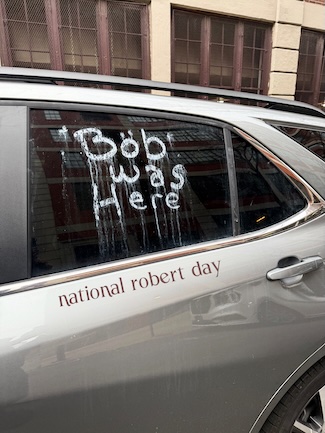 Bob
was
Here
national robert day